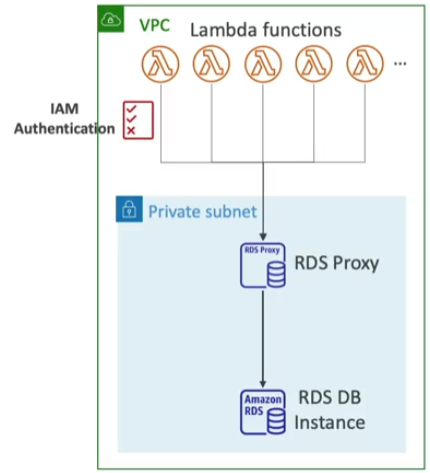 VPC
Lambda functions
...
IAM
Authentication
Private subnet
RDS Proxy
RDS Proxy
Amazon
RDS
RDS DB
Instance